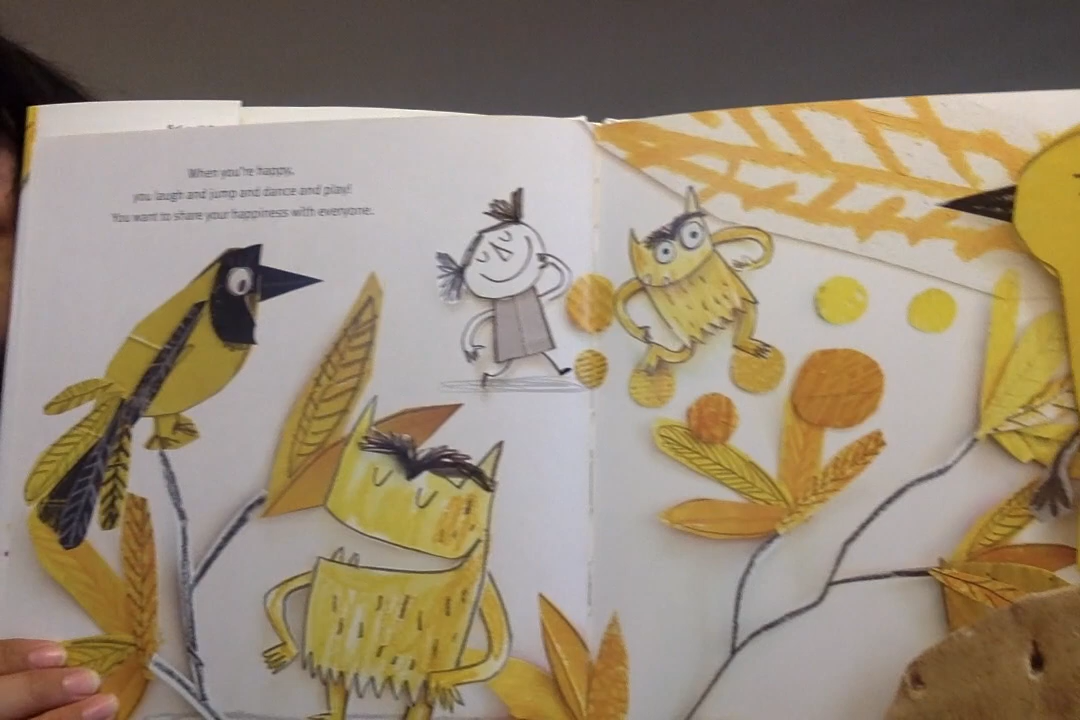 When you're happy,
you laugh and jump and dance and play!
You want to share your happiness with everyone.